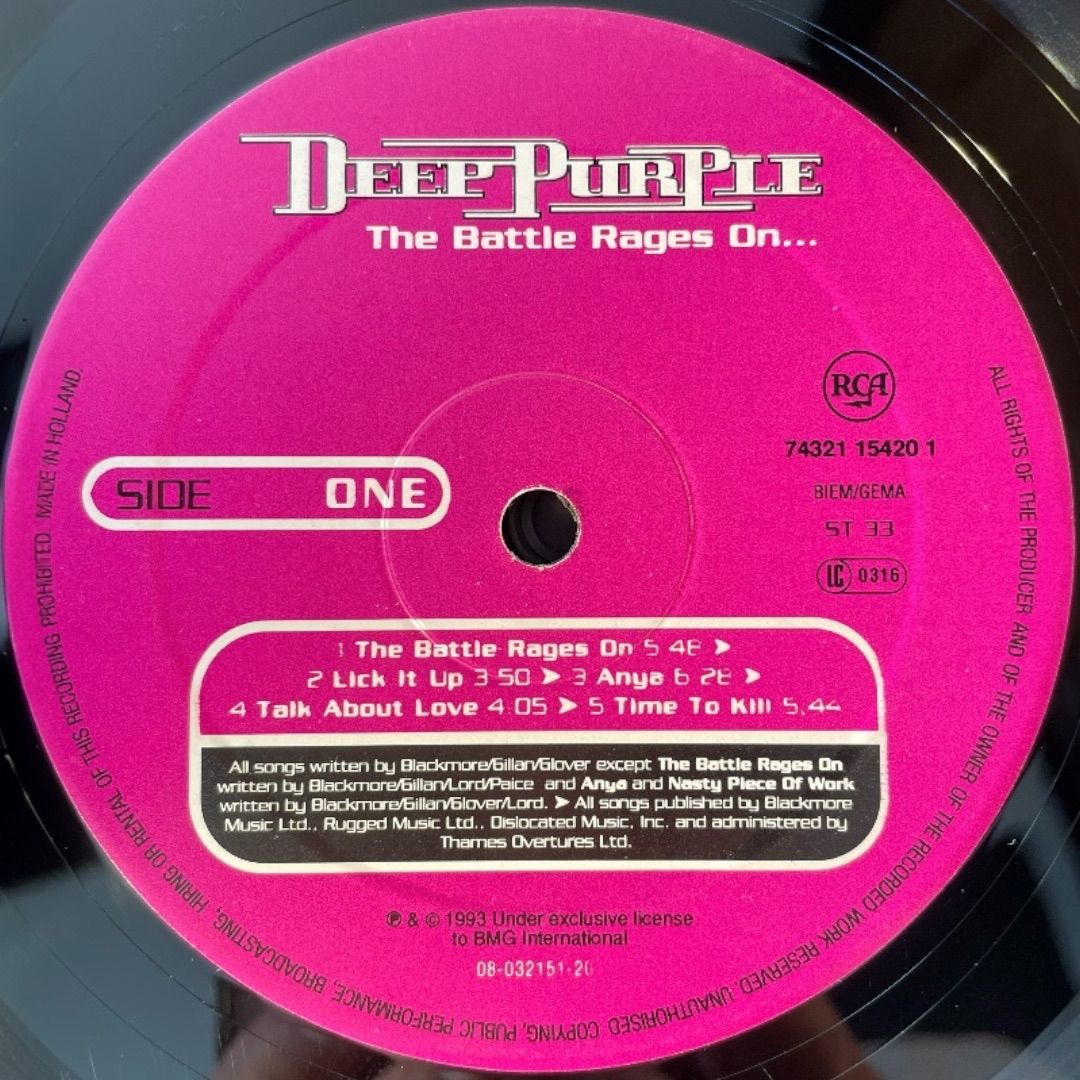 DEEP PURPLE
The Battle Rages On...
RCA
74321 15420 1
BIEM/GEMA
ST 33
LC 0316
SIDE ONE
1 The Battle Rages On 5 48 ➤
2 Lick It Up 3 50 ➤ 3 Anya 6 28 ➤
4 Talk About Love 4 05 ➤ 5 Time To Kill 5.44
All songs written by Blackmore/Gillan/Glover except The Battle Rages On
written by Blackmore/Gillan/Lord/Paice and Anya and Nasty Piece Of Work
written by Blackmore/Gillan/Glover/Lord. ➤ All songs published by Blackmore
Music Ltd., Rugged Music Ltd., Dislocated Music, Inc. and administered by
Thames Overtures Ltd.
℗ & © 1993 Under exclusive license
to BMG International
08-032151-20
ALL RIGHTS OF THE PRODUCER AND OF THE OWNER OF THE RECORDED WORK RESERVED. UNAUTHORISED COPYING, PUBLIC PERFORMANCE, BROADCASTING, HIRING OR RENTAL OF THIS RECORDING PROHIBITED. MADE IN HOLLAND.